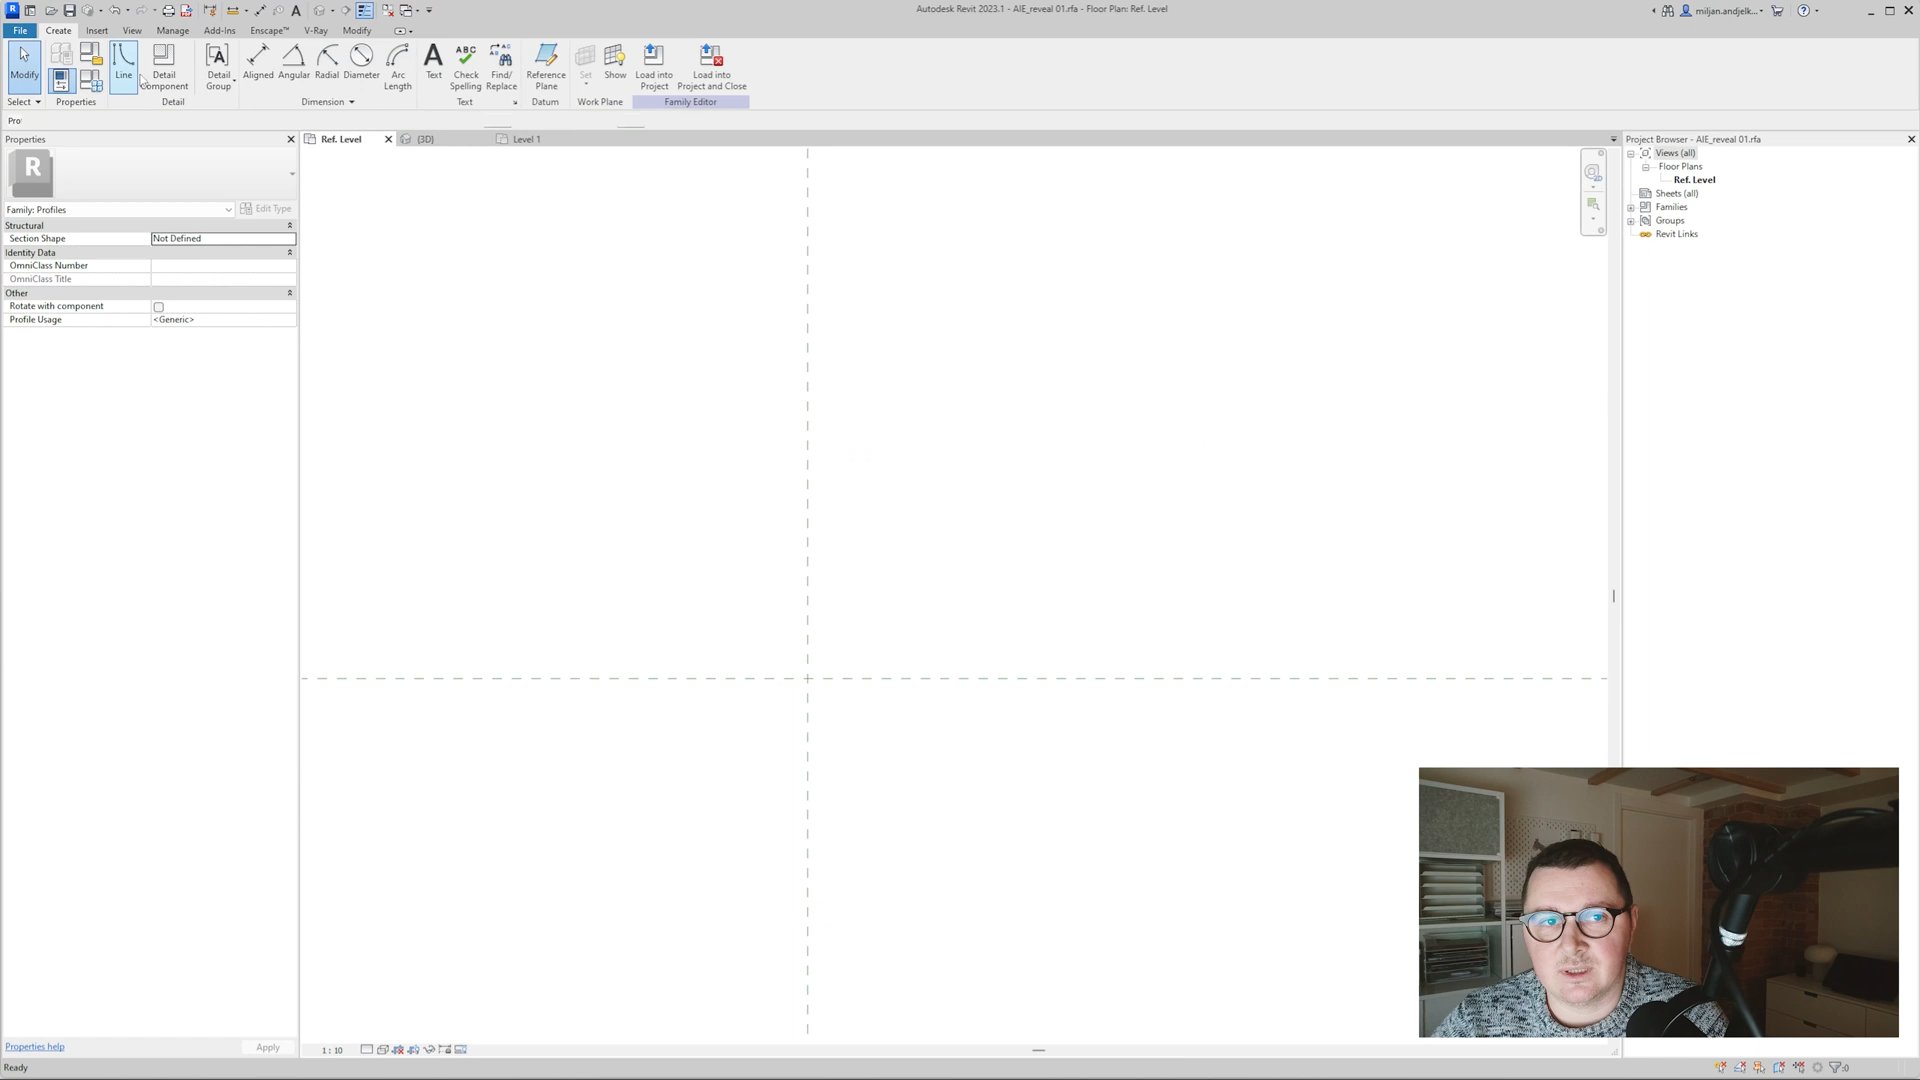 Autodesk Revit 2023.1 - AIE_reveal 01.rfa - Floor Plan: Ref. Level
miljan.andjelk...
File Create Insert View Manage Add-Ins Enscape™ V-Ray Modify
Modify Line Detail Component Detail Group Aligned Angular Radial Diameter Arc Length Text Check Spelling Find/ Replace Reference Plane Set Show Load into Project Load into Project and Close
Select Properties Detail Dimension Text Datum Work Plane Family Editor
Pro
Properties
Ref. Level {3D} Level 1
Project Browser - AIE_reveal 01.rfa
R
Family: Profiles Edit Type
Structural
Section Shape Not Defined
Identity Data
OmniClass Number
OmniClass Title
Other
Rotate with component
Profile Usage <Generic>
Views (all)
Floor Plans
Ref. Level
Sheets (all)
Families
Groups
Revit Links
Properties help Apply
1 : 10
Ready
:0